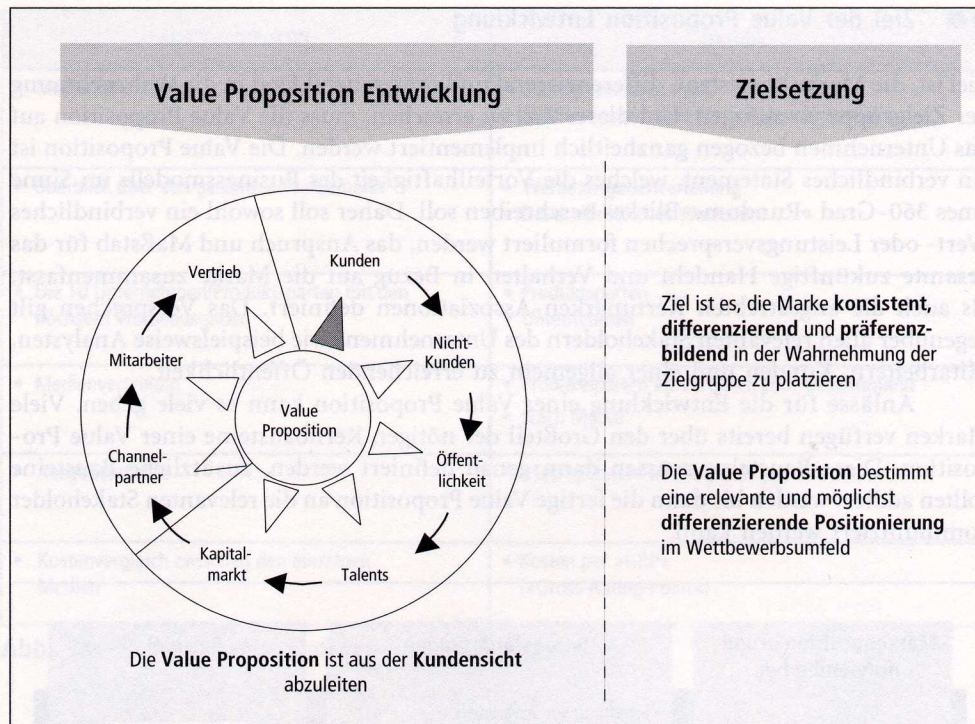 Value Proposition Entwicklung
Zielsetzung
Vertrieb
Kunden
Nicht-
Kunden
Mitarbeiter
Value
Proposition
Öffent-
lichkeit
Channel-
partner
Kapital-
markt
Talents
Die Value Proposition ist aus der Kundensicht
abzuleiten
Ziel ist es, die Marke konsistent,
differenzierend und präferenz-
bildend in der Wahrnehmung der
Zielgruppe zu platzieren
Die Value Proposition bestimmt
eine relevante und möglichst
differenzierende Positionierung
im Wettbewerbsumfeld